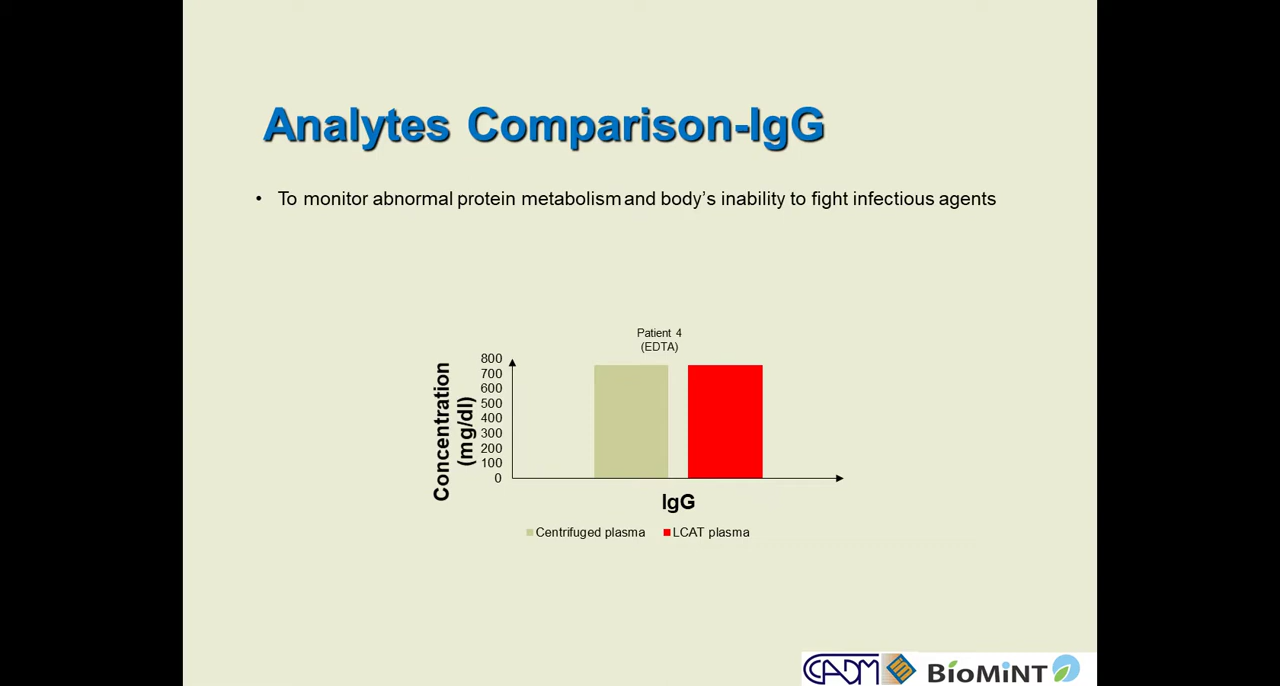 Analytes Comparison-IgG
• To monitor abnormal protein metabolism and body's inability to fight infectious agents
Patient 4
(EDTA)
Concentration
(mg/dl)
800
700
600
500
400
300
200
100
0
IgG
Centrifuged plasma LCAT plasma
CADM BioMiNT